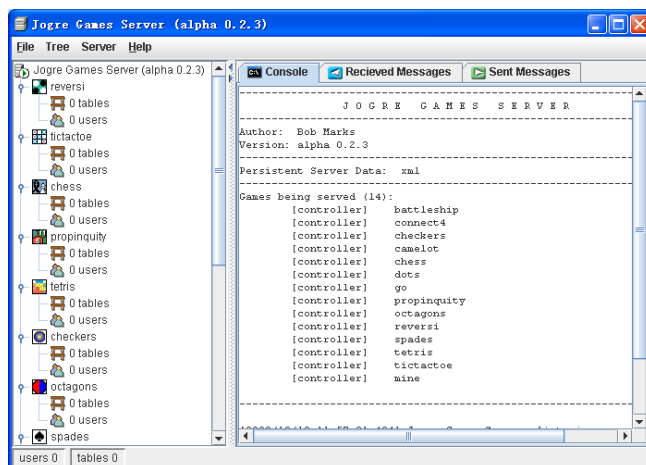 Jogre Games Server (alpha 0.2.3)
File Tree Server Help
Jogre Games Server (alpha 0.2.3)
reversi
0 tables
0 users
tictactoe
0 tables
0 users
chess
0 tables
0 users
propinquity
0 tables
0 users
tetris
0 tables
0 users
checkers
0 tables
0 users
octagons
0 tables
0 users
spades
Console
Recieved Messages
Sent Messages
JOGRE GAMES SERVER
Author: Bob Marks
Version: alpha 0.2.3
Persistent Server Data: xml
Games being served (14):
[controller] battleship
[controller] connect4
[controller] checkers
[controller] camelot
[controller] chess
[controller] dots
[controller] go
[controller] propinquity
[controller] octagons
[controller] reversi
[controller] spades
[controller] tetris
[controller] tictactoe
[controller] mine
users 0 tables 0